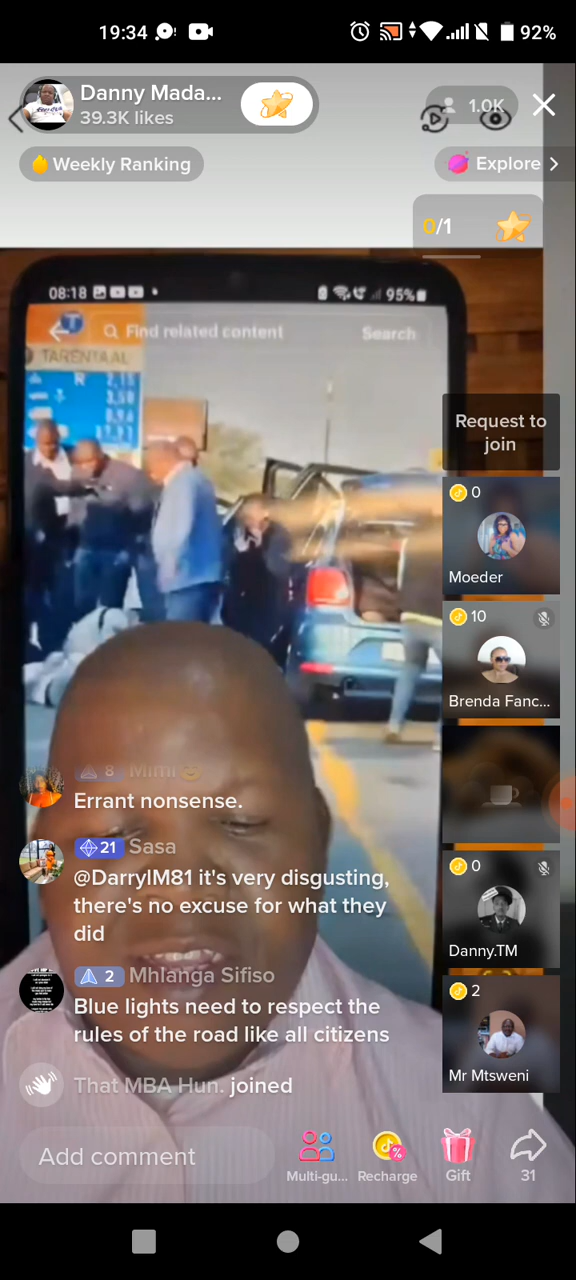 19:34
92%
Danny Mada...
39.3K likes
1.0K
Weekly Ranking
Explore
0/1
08:18
95%
Find related content
Search
TARENTAAL
Request to
join
0
Moeder
10
Brenda Fanc...
8 Mimi
Errant nonsense.
21 Sasa
@DarrylM81 it's very disgusting,
there's no excuse for what they
did
0
Danny.TM
2 Mhlanga Sifiso
Blue lights need to respect the
rules of the road like all citizens
2
Mr Mtsweni
That MBA Hun. joined
Add comment
Multi-gu...
Recharge
Gift
31